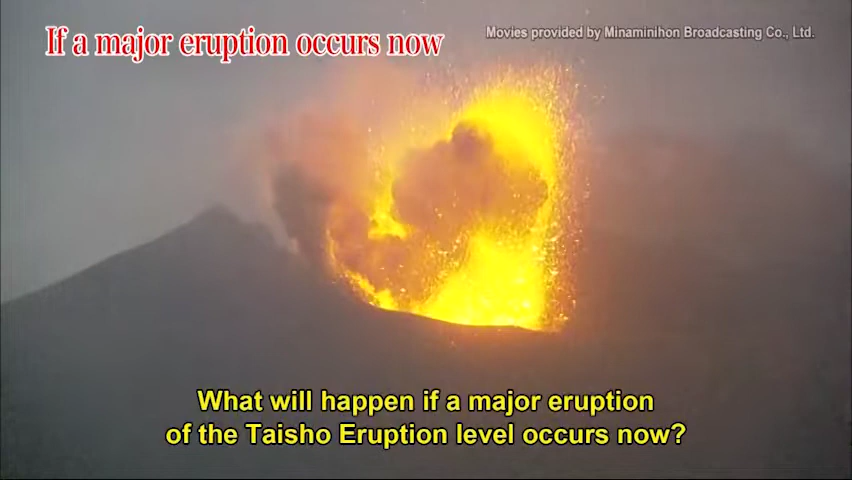 If a major eruption occurs now
Movies provided by Minaminihon Broadcasting Co., Ltd.
What will happen if a major eruption
of the Taisho Eruption level occurs now?